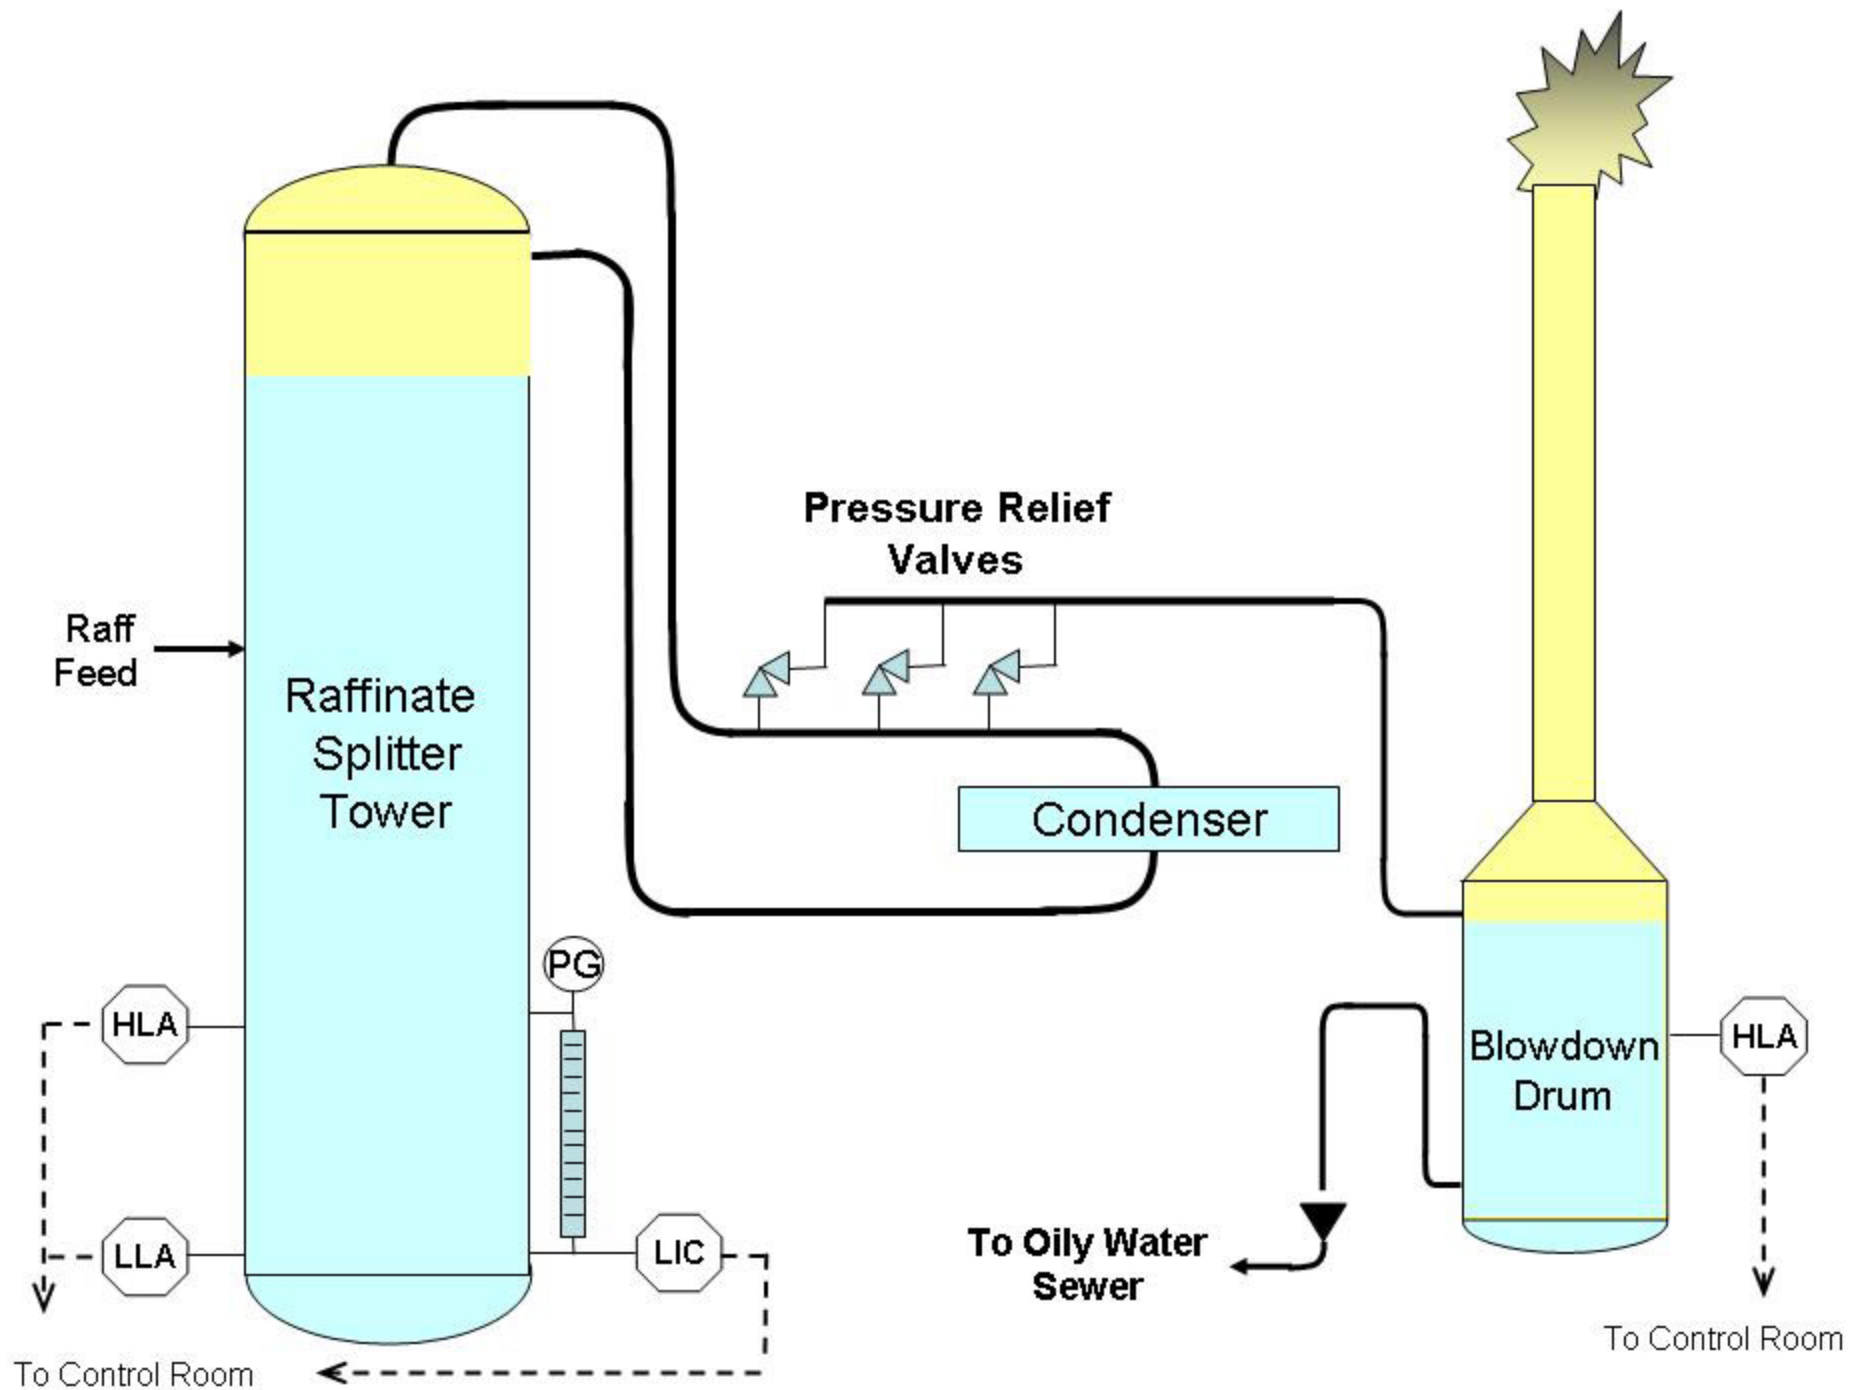 Pressure Relief
Valves
Raff
Feed
Raffinate
Splitter
Tower
Condenser
PG
HLA
HLA
Blowdown
Drum
LLA
LIC
To Oily Water
Sewer
To Control Room
To Control Room